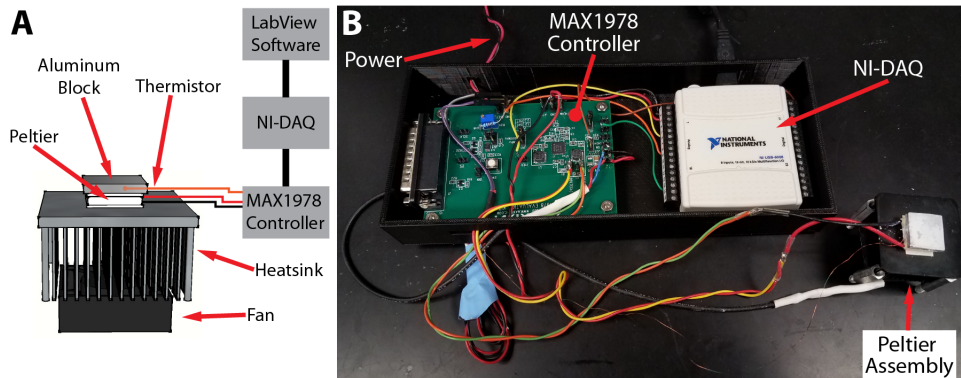 A
LabView
Software
Aluminum
Block
Thermistor
Peltier
NI-DAQ
MAX1978
Controller
Heatsink
Fan
B
MAX1978
Controller
Power
NI-DAQ
NATIONAL
INSTRUMENTS
Peltier
Assembly